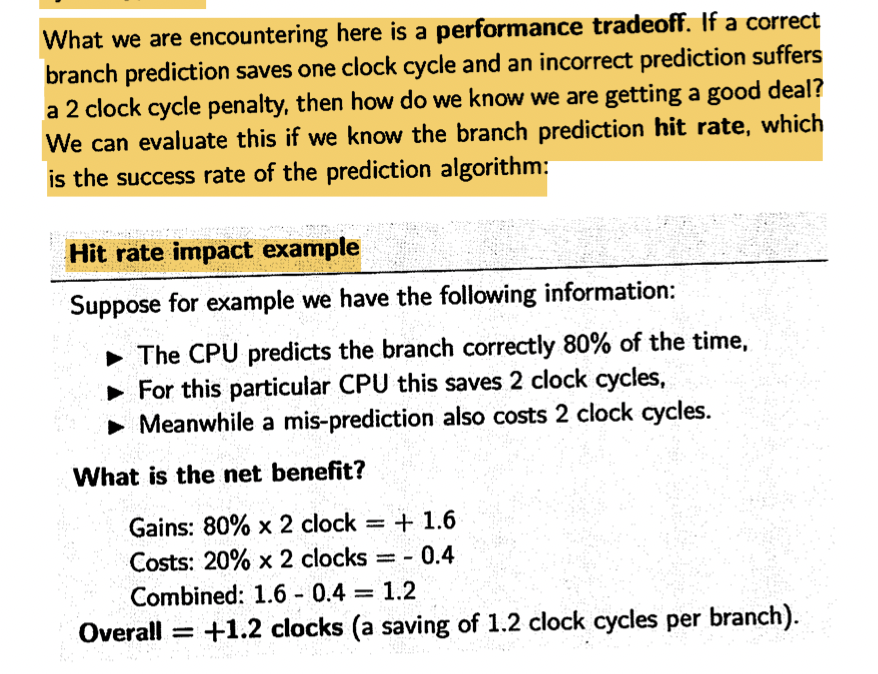 What we are encountering here is a performance tradeoff. If a correct
branch prediction saves one clock cycle and an incorrect prediction suffers
a 2 clock cycle penalty, then how do we know we are getting a good deal?
We can evaluate this if we know the branch prediction hit rate, which
is the success rate of the prediction algorithm:
Hit rate impact example
Suppose for example we have the following information:
▶ The CPU predicts the branch correctly 80% of the time,
▶ For this particular CPU this saves 2 clock cycles,
▶ Meanwhile a mis-prediction also costs 2 clock cycles.
What is the net benefit?
Gains: 80% x 2 clock = + 1.6
Costs: 20% x 2 clocks = - 0.4
Combined: 1.6 - 0.4 = 1.2
Overall = +1.2 clocks (a saving of 1.2 clock cycles per branch).